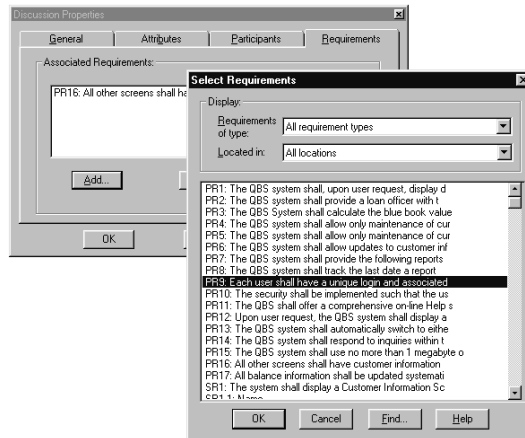 Discussion Properties
General
Attributes
Participants
Requirements
Associated Requirements:
PR16: All other screens shall ha
Add...
OK
Select Requirements
Display:
Requirements
of type:
All requirement types
Located in:
All locations
PR1: The QBS system shall, upon user request, display d
PR2: The QBS system shall provide a loan officer with t
PR3: The QBS System shall calculate the blue book value
PR4: The QBS system shall allow only maintenance of cur
PR5: The QBS system shall allow only maintenance of cur
PR6: The QBS system shall allow updates to customer inf
PR7: The QBS system shall provide the following reports
PR8: The QBS system shall track the last date a report
PR9: Each user shall have a unique login and associated
PR10: The security shall be implemented such that the us
PR11: The QBS shall offer a comprehensive on-line Help s
PR12: Upon user request, the QBS system shall display a
PR13: The QBS system shall automatically switch to eithe
PR14: The QBS system shall respond to inquiries within t
PR15: The QBS system shall use no more than 1 megabyte o
PR16: All other screens shall have customer information
PR17: All balance information shall be updated systemati
SR1: The system shall display a Customer Information Sc
SR1.1: Name
OK
Cancel
Find...
Help